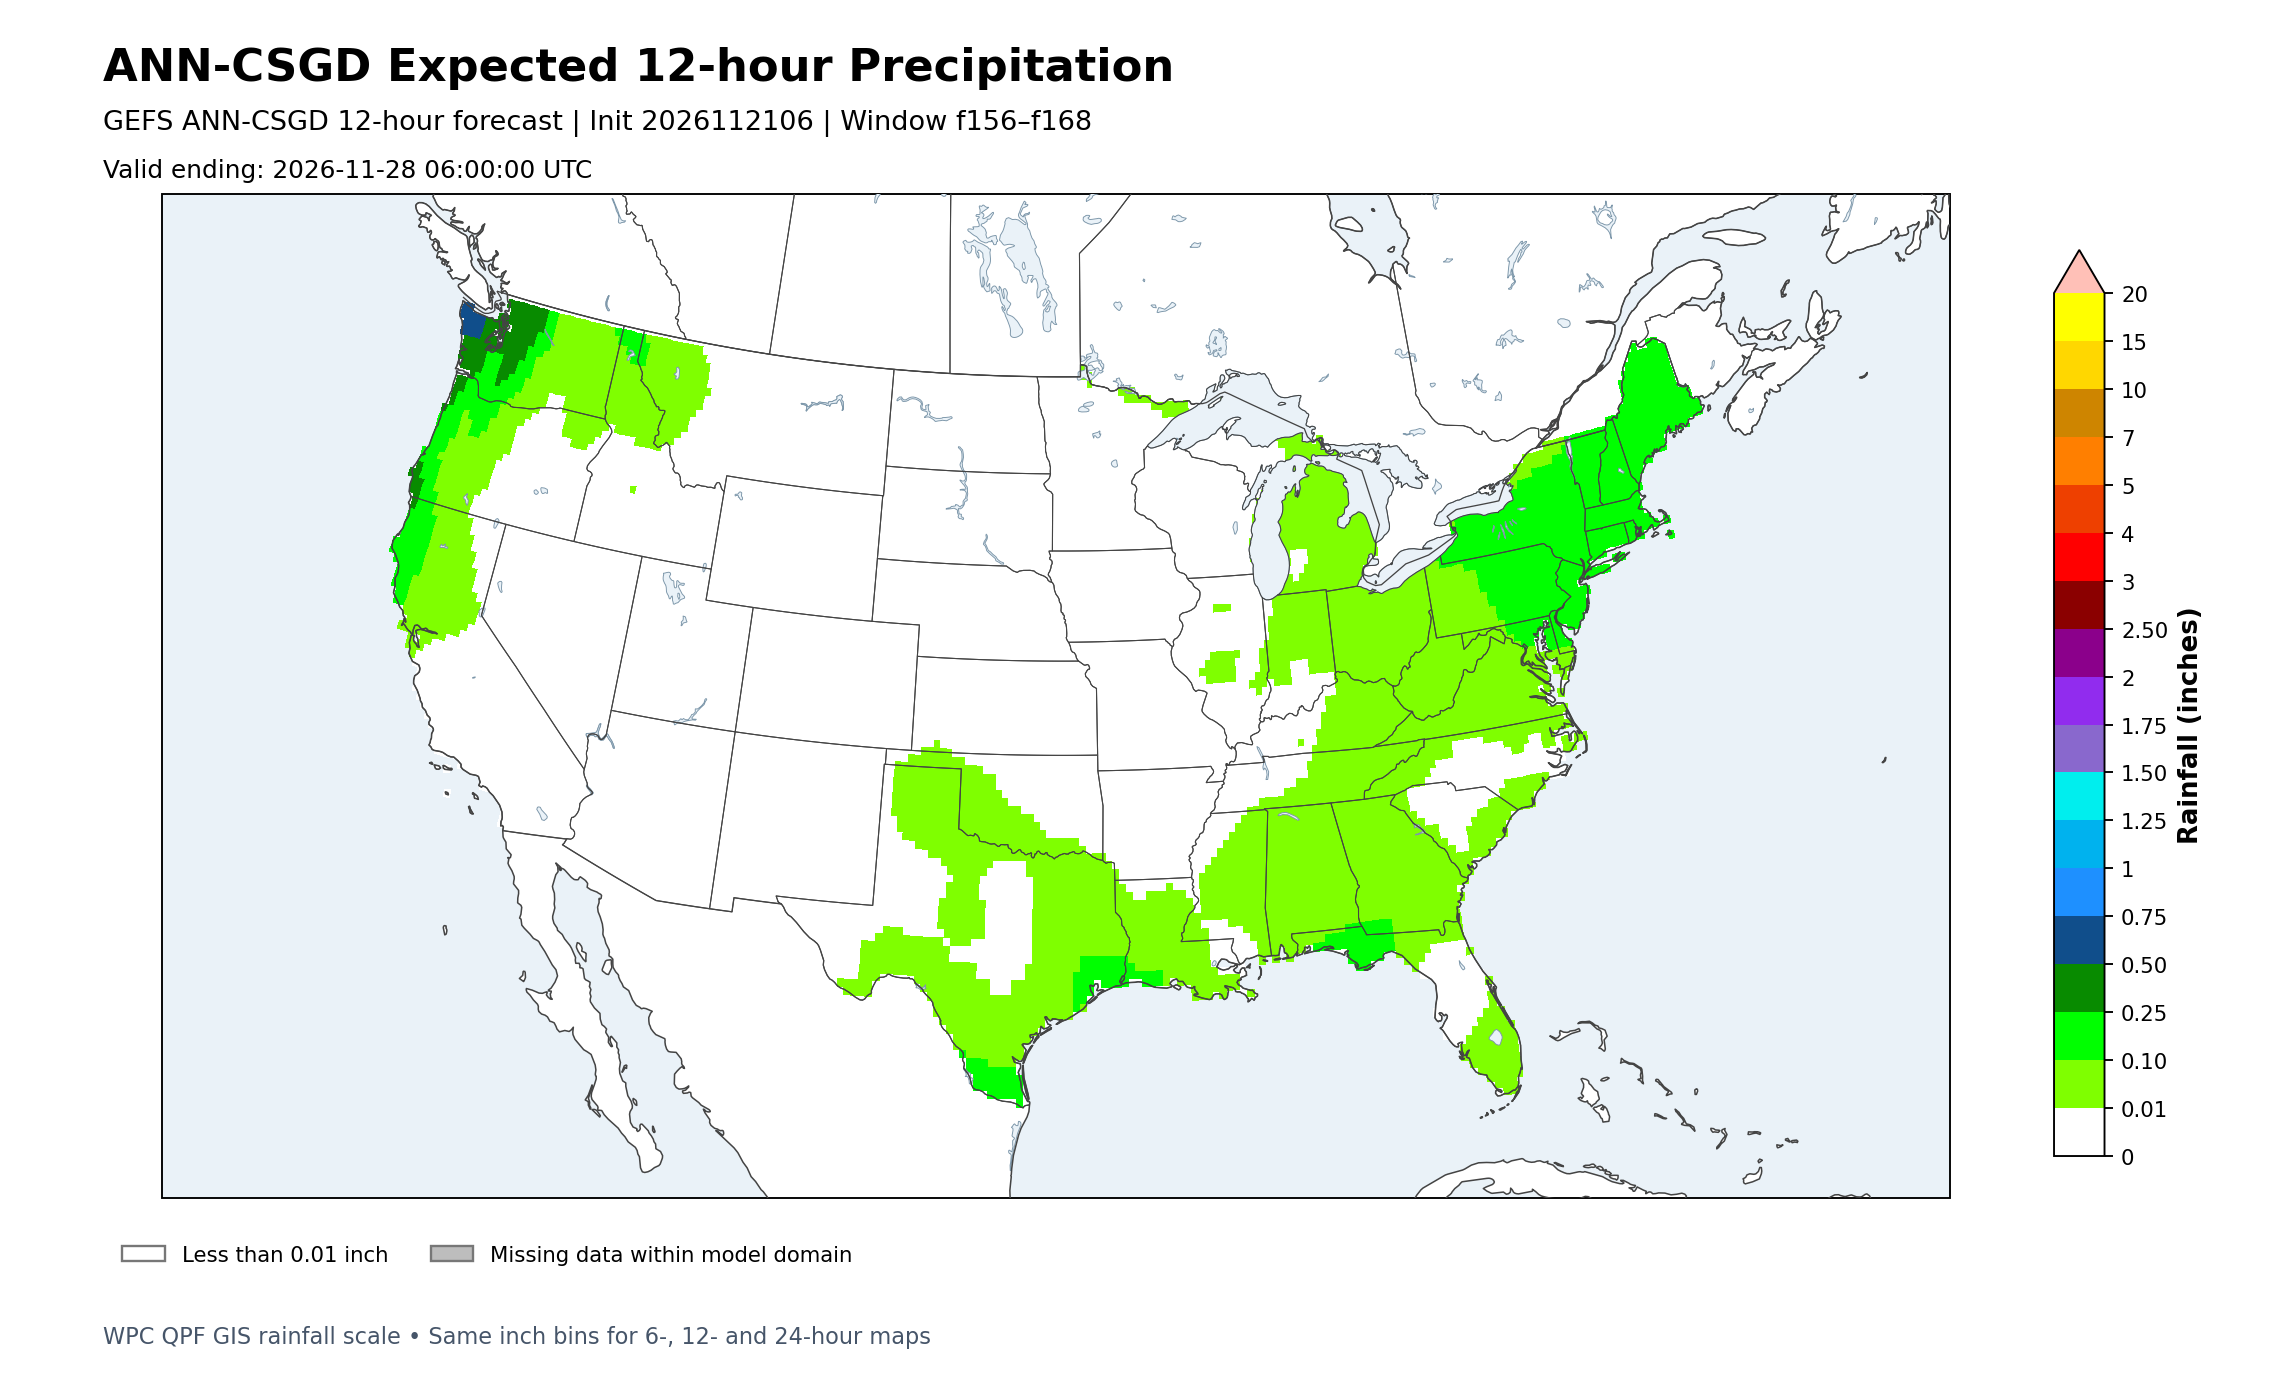 ANN-CSGD Expected 12-hour Precipitation
GEFS ANN-CSGD 12-hour forecast | Init 2026112106 | Window f156–f168
Valid ending: 2026-11-28 06:00:00 UTC
20
15
10
7
5
4
3
2.50
2
1.75
1.50
1.25
1
0.75
0.50
0.25
0.10
0.01
0
Rainfall (inches)
Less than 0.01 inch
Missing data within model domain
WPC QPF GIS rainfall scale • Same inch bins for 6-, 12- and 24-hour maps